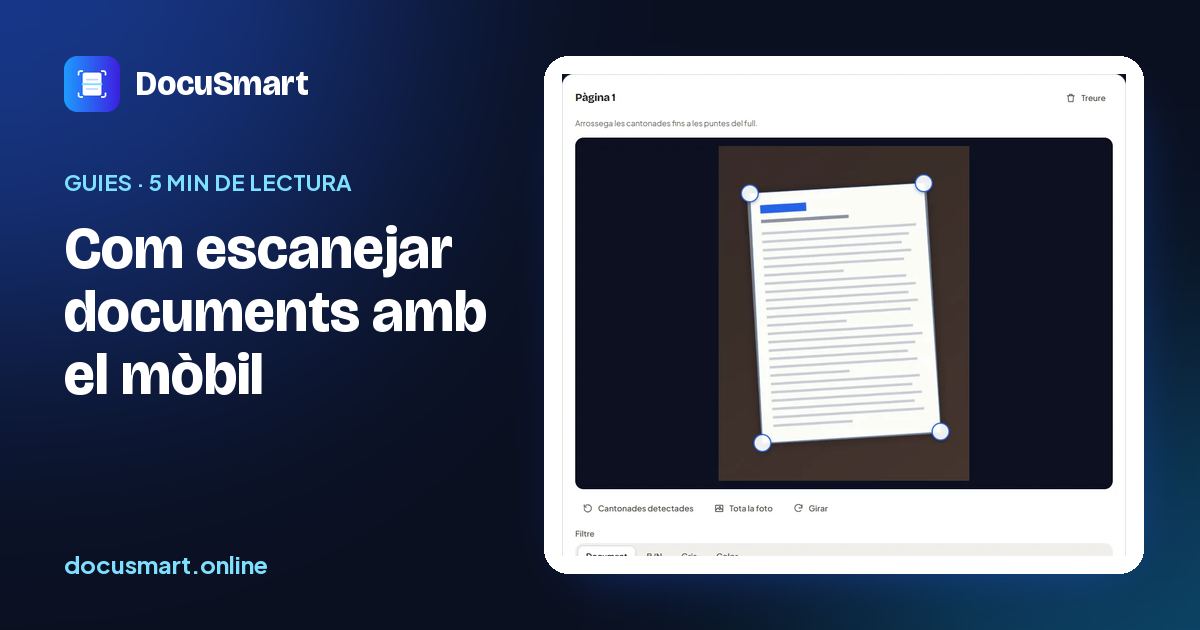 DocuSmart
GUIES · 5 MIN DE LECTURA
Com escanejar
documents amb
el mòbil
docusmart.online
Pàgina 1
Treure
Arrossega les cantonades fins a les puntes del full.
Cantonades detectades
Tota la foto
Girar
Filtre
Document